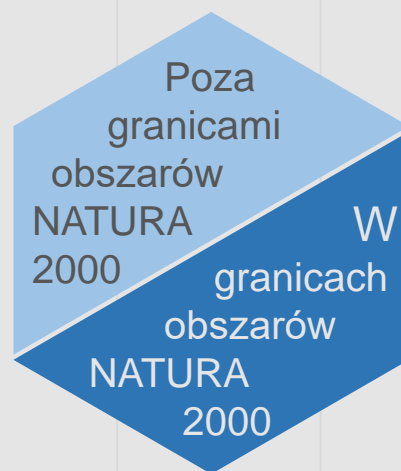 Poza
granicami
obszarów
NATURA
2000
W
granicach
obszarów
NATURA
2000